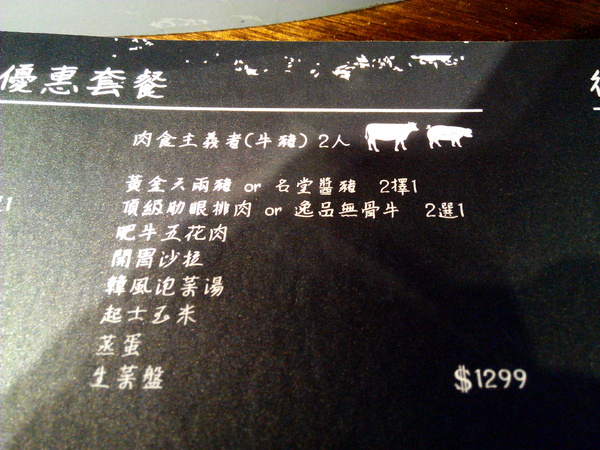 優惠套餐
肉食主義者(牛豬) 2人
黃金六兩豬 or 名堂醬豬 2擇1
頂級肋眼排肉 or 逸品無骨牛 2選1
肥牛五花肉
開胃沙拉
韓風泡菜湯
起士玉米
蒸蛋
生菜盤
$1299